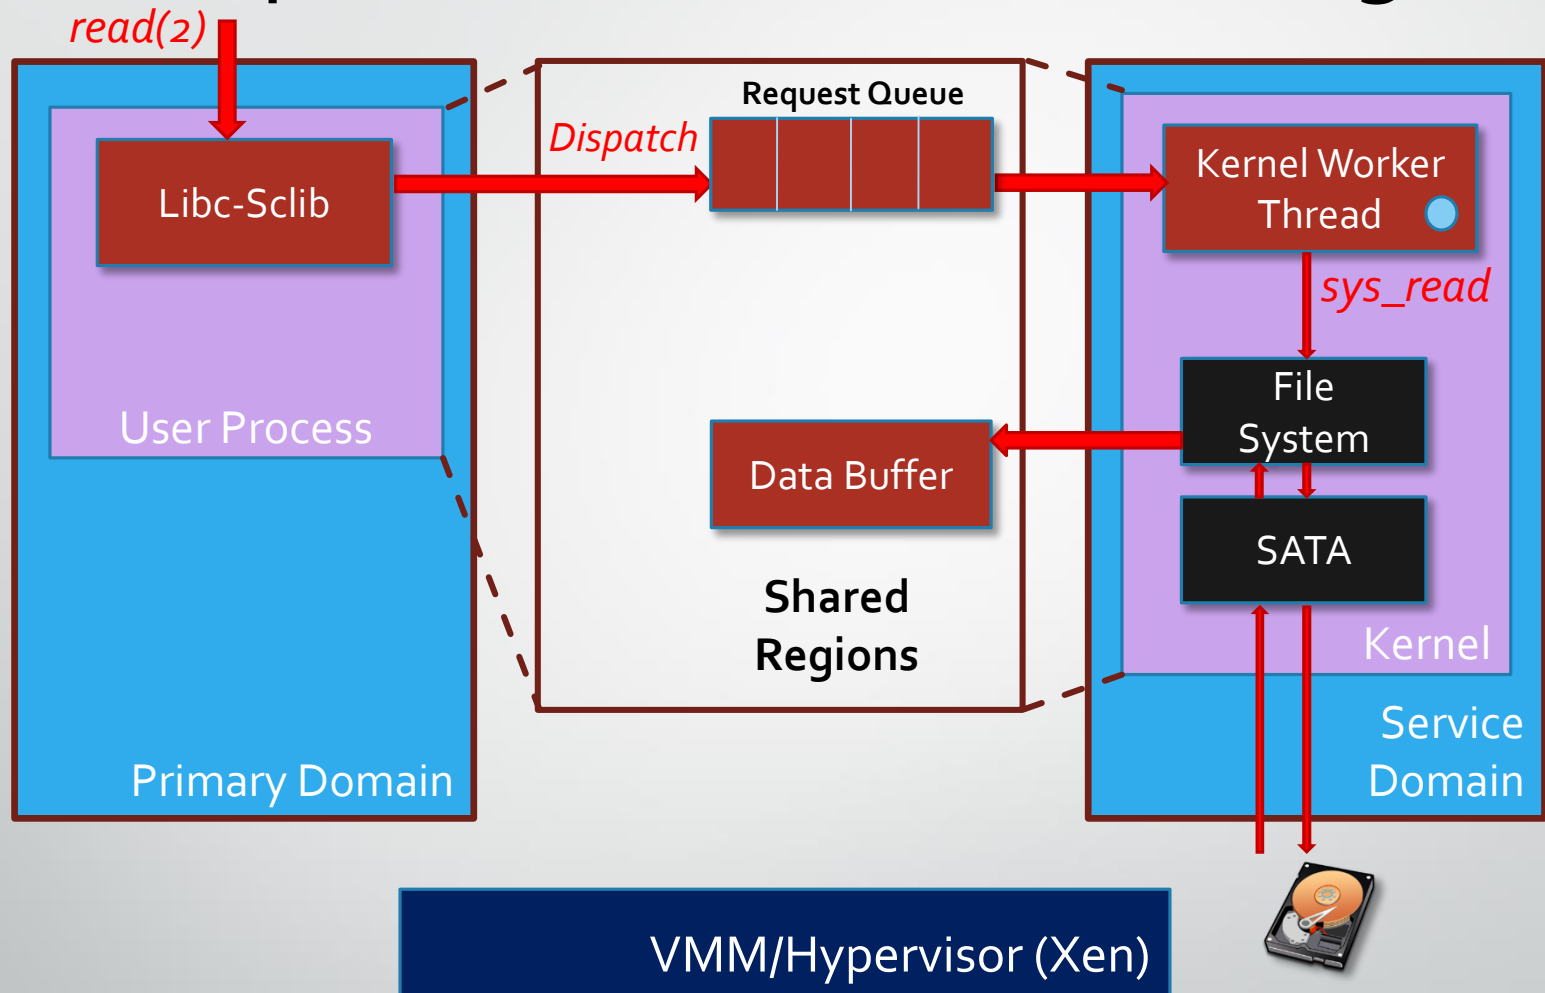 read(2)
Request Queue
Dispatch
Libc-Sclib
Kernel Worker
Thread
sys_read
File
System
User Process
Data Buffer
SATA
Shared
Regions
Kernel
Service
Domain
Primary Domain
VMM/Hypervisor (Xen)